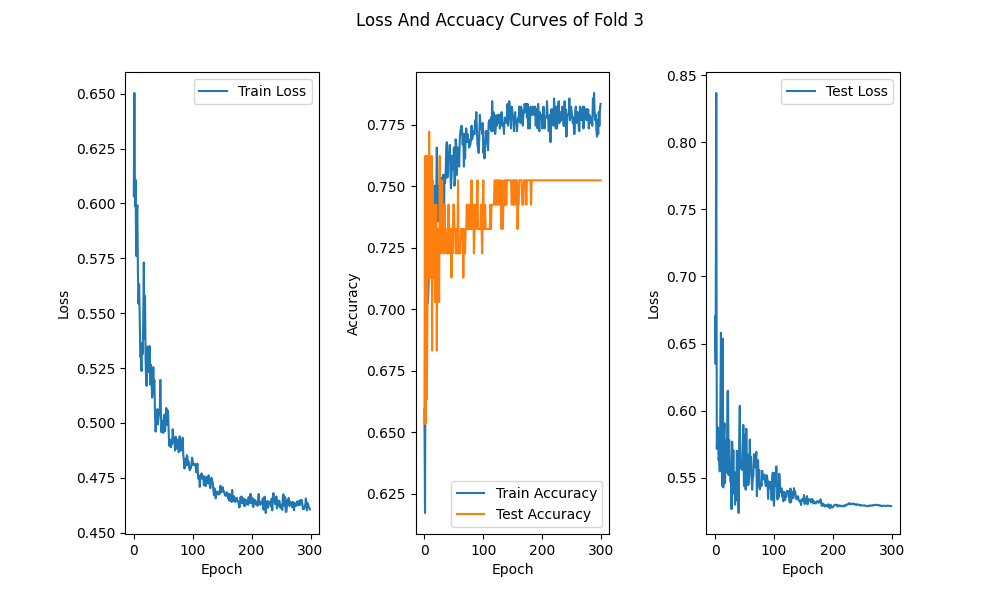 Loss And Accuacy Curves of Fold 3
Train Loss
0.650
0.625
0.600
0.575
0.550
0.525
0.500
0.475
0.450
Loss
0 100 200 300
Epoch
0.775
0.750
0.725
0.700
0.675
0.650
0.625
Accuracy
Train Accuracy
Test Accuracy
0 100 200 300
Epoch
Test Loss
0.85
0.80
0.75
0.70
0.65
0.60
0.55
Loss
0 100 200 300
Epoch